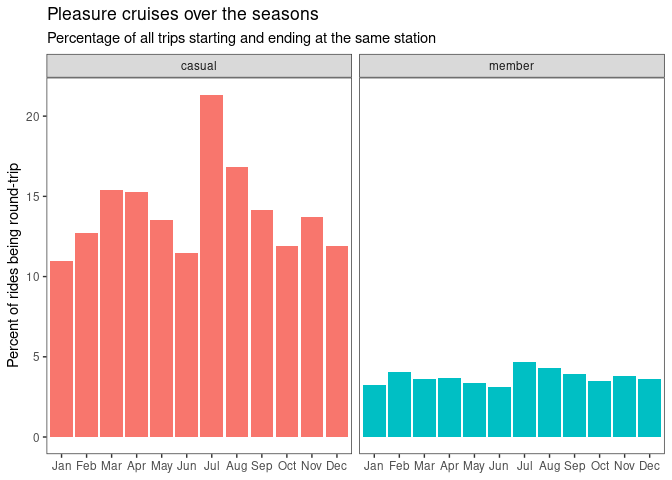 Pleasure cruises over the seasons
Percentage of all trips starting and ending at the same station
casual
member
Percent of rides being round-trip
20
15
10
5
0
Jan Feb Mar Apr May Jun Jul Aug Sep Oct Nov Dec
Jan Feb Mar Apr May Jun Jul Aug Sep Oct Nov Dec